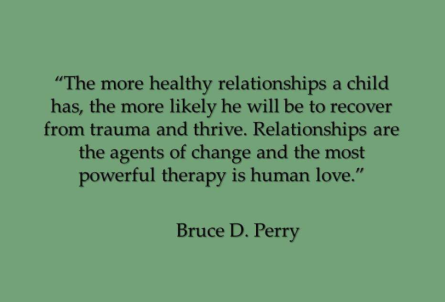 “The more healthy relationships a child
has, the more likely he will be to recover
from trauma and thrive. Relationships are
the agents of change and the most
powerful therapy is human love.”
Bruce D. Perry